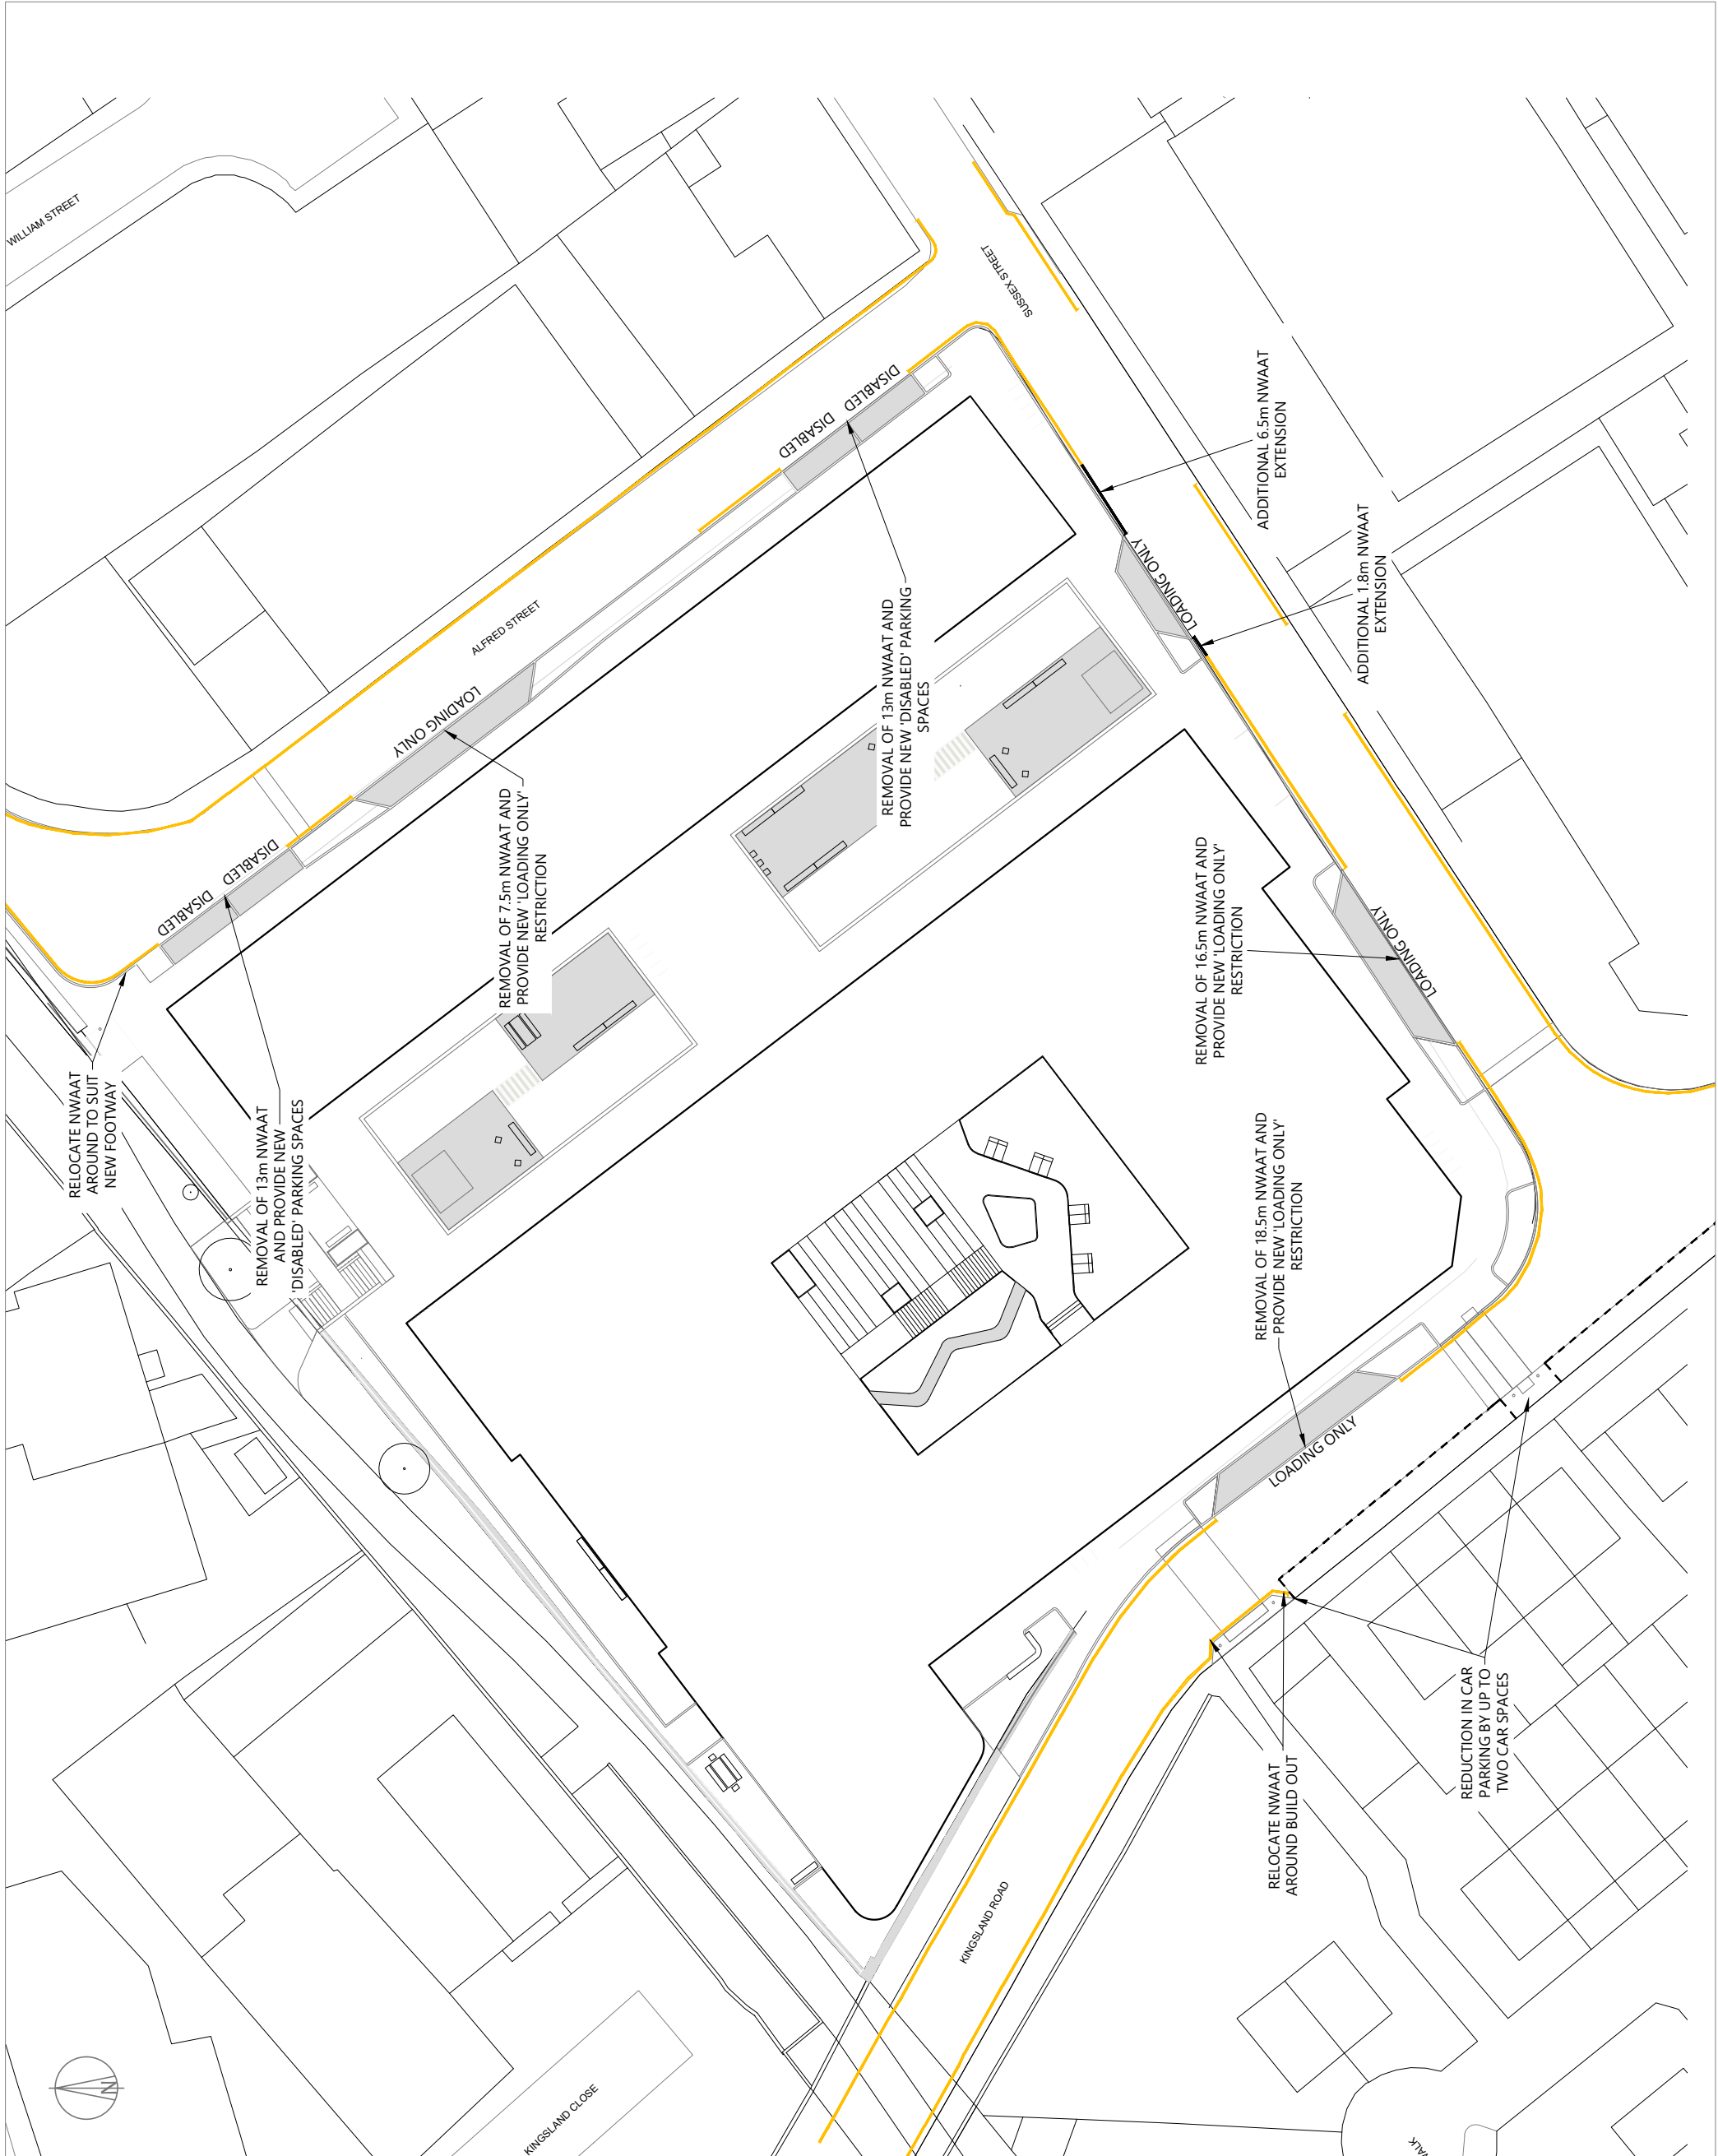 WILLIAM STREET
SUSSEX STREET
ALFRED STREET
DISABLED
DISABLED
LOADING ONLY
DISABLED
DISABLED
LOADING ONLY
LOADING ONLY
LOADING ONLY
ADDITIONAL 6.5m NWAAT
EXTENSION
ADDITIONAL 1.8m NWAAT
EXTENSION
REMOVAL OF 13m NWAAT AND
PROVIDE NEW 'DISABLED' PARKING
SPACES
REMOVAL OF 7.5m NWAAT AND
PROVIDE NEW 'LOADING ONLY'
RESTRICTION
RELOCATE NWAAT
AROUND TO SUIT
NEW FOOTWAY
REMOVAL OF 13m NWAAT
AND PROVIDE NEW
'DISABLED' PARKING SPACES
REMOVAL OF 16.5m NWAAT AND
PROVIDE NEW 'LOADING ONLY'
RESTRICTION
REMOVAL OF 18.5m NWAAT AND
PROVIDE NEW 'LOADING ONLY'
RESTRICTION
REDUCTION IN CAR
PARKING BY UP TO
TWO CAR SPACES
RELOCATE NWAAT
AROUND BUILD OUT
KINGSLAND ROAD
KINGSLAND CLOSE
N
ALK